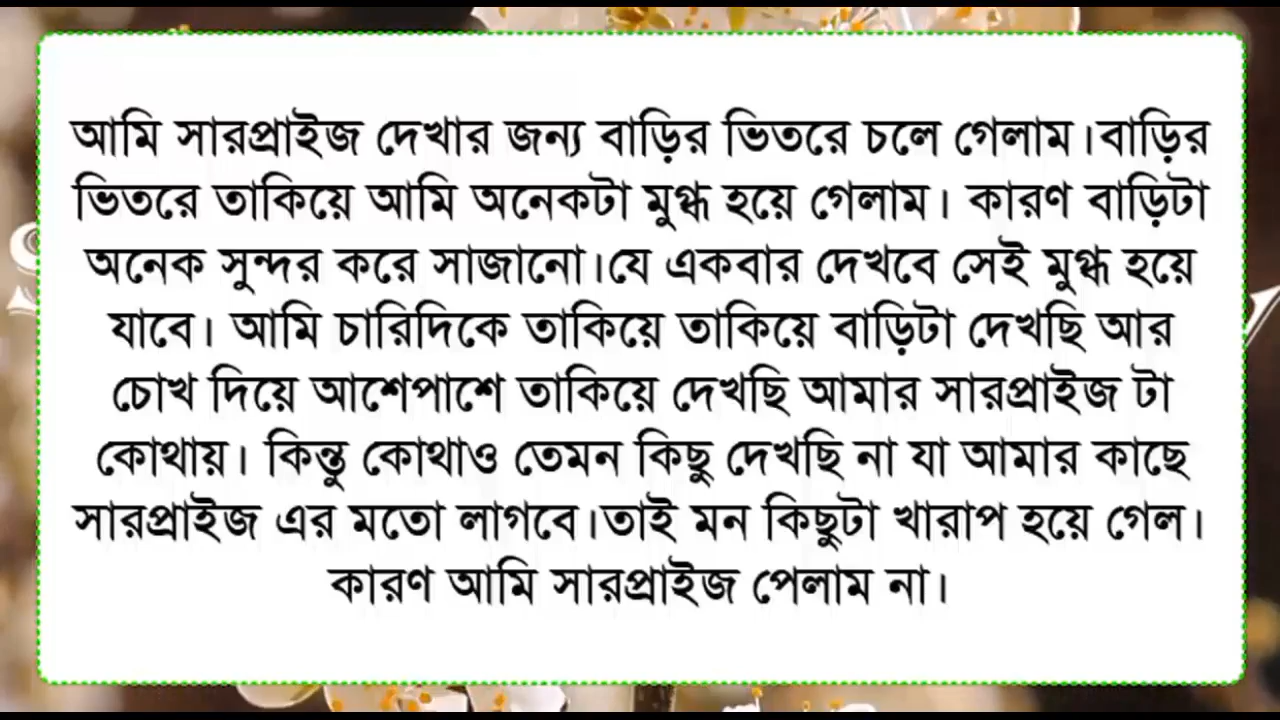 আমি সারপ্রাইজ দেখার জন্য বাড়ির ভিতরে চলে গেলাম।বাড়ির
ভিতরে তাকিয়ে আমি অনেকটা মুগ্ধ হয়ে গেলাম। কারণ বাড়িটা
অনেক সুন্দর করে সাজানো।যে একবার দেখবে সেই মুগ্ধ হয়ে
যাবে। আমি চারিদিকে তাকিয়ে তাকিয়ে বাড়িটা দেখছি আর
চোখ দিয়ে আশেপাশে তাকিয়ে দেখছি আমার সারপ্রাইজ টা
কোথায়। কিন্তু কোথাও তেমন কিছু দেখছি না যা আমার কাছে
সারপ্রাইজ এর মতো লাগবে।তাই মন কিছুটা খারাপ হয়ে গেল।
কারণ আমি সারপ্রাইজ পেলাম না।